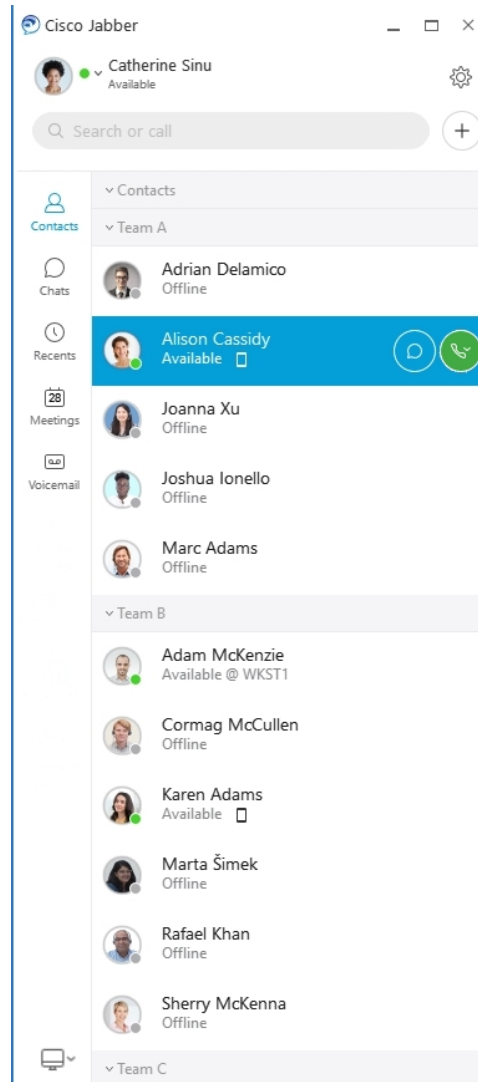 Cisco Jabber
Catherine Sinu
Available
Search or call
Contacts
Chats
Recents
28
Meetings
Voicemail
Contacts
Team A
Adrian Delamico
Offline
Alison Cassidy
Available
Joanna Xu
Offline
Joshua Ionello
Offline
Marc Adams
Offline
Team B
Adam McKenzie
Available @ WKST1
Cormag McCullen
Offline
Karen Adams
Available
Marta Šimek
Offline
Rafael Khan
Offline
Sherry McKenna
Offline
Team C